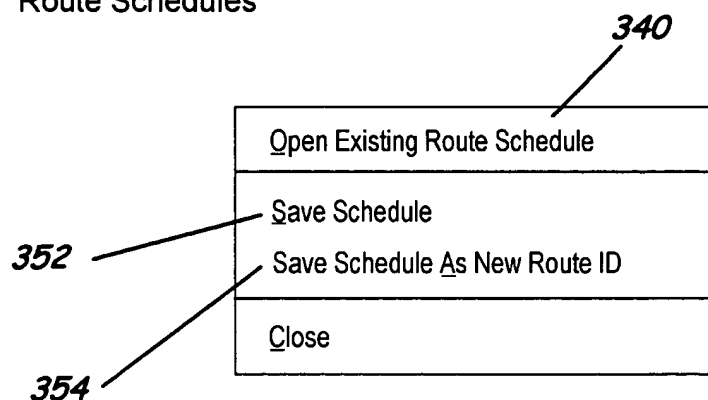 Route Schedules
340
Open Existing Route Schedule
Save Schedule
352
Save Schedule As New Route ID
Close
354